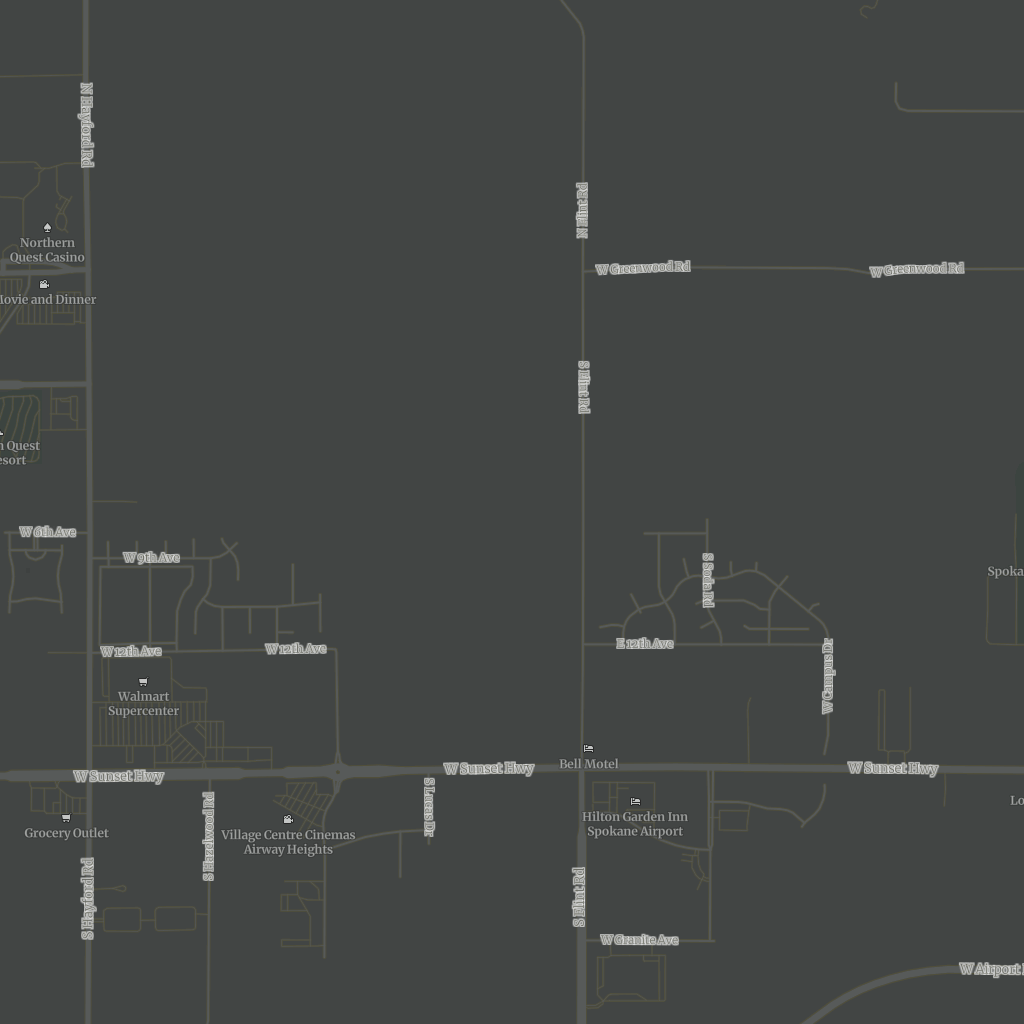 N Hayford Rd
N Flint Rd
Northern
Quest Casino
W Greenwood Rd
W Greenwood Rd
Movie and Dinner
S Flint Rd
Quest
W 6th Ave
W 9th Ave
S Soda Rd
Spoka
W 12th Ave
W 12th Ave
E 12th Ave
W Campus Dr
Walmart
Supercenter
Bell Motel
W Sunset Hwy
W Sunset Hwy
W Sunset Hwy
S Lucas Dr
S Hazelwood Rd
Lo
Hilton Garden Inn
Spokane Airport
Grocery Outlet
Village Centre Cinemas
Airway Heights
S Hayford Rd
S Flint Rd
W Granite Ave
W Airport